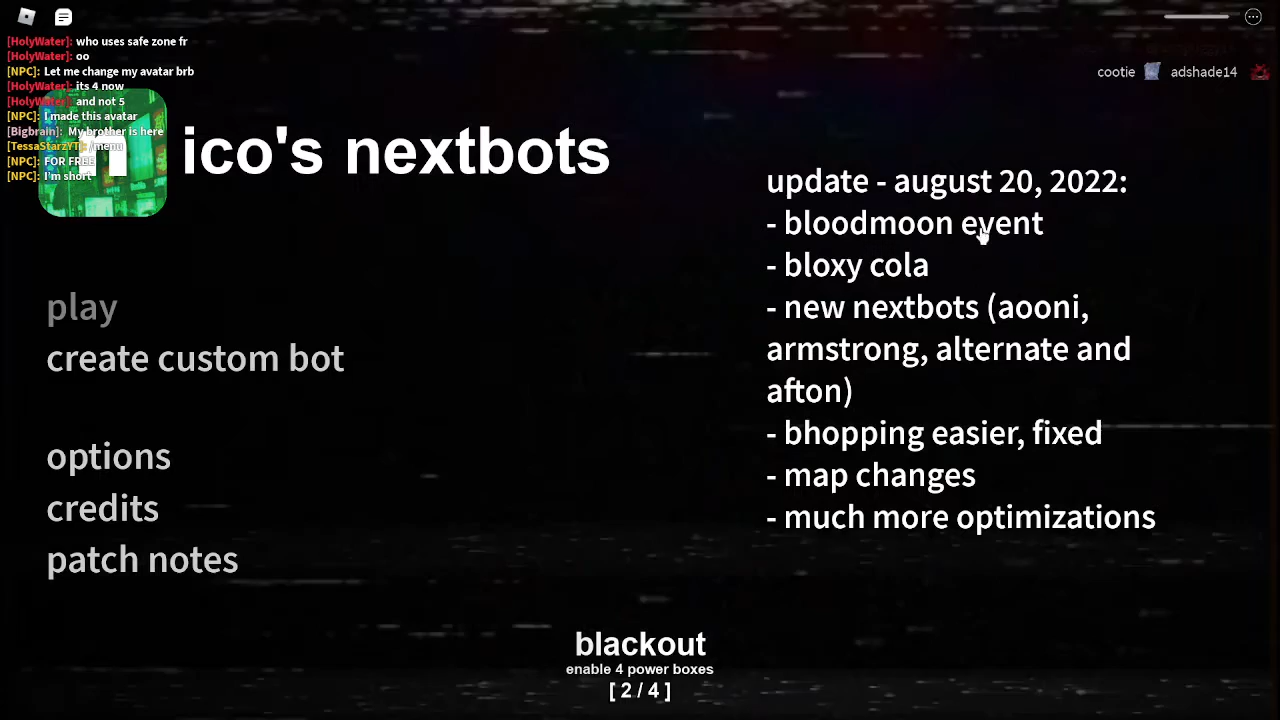 [HolyWater]: who uses safe zone fr
[HolyWater]: oo
[NPC]: Let me change my avatar brb
[HolyWater]: its 4 now
[HolyWater]: and not 5
[NPC]: I made this avatar
[Bigbrain]: My brother is here
[TessaStarzYT]: /menu
[NPC]: FOR FREE
[NPC]: I'm short
cootie adshade14
n ico's nextbots
update - august 20, 2022:
- bloodmoon event
- bloxy cola
- new nextbots (aooni,
armstrong, alternate and
afton)
- bhopping easier, fixed
- map changes
- much more optimizations
play
create custom bot
options
credits
patch notes
blackout
enable 4 power boxes
[ 2 / 4 ]